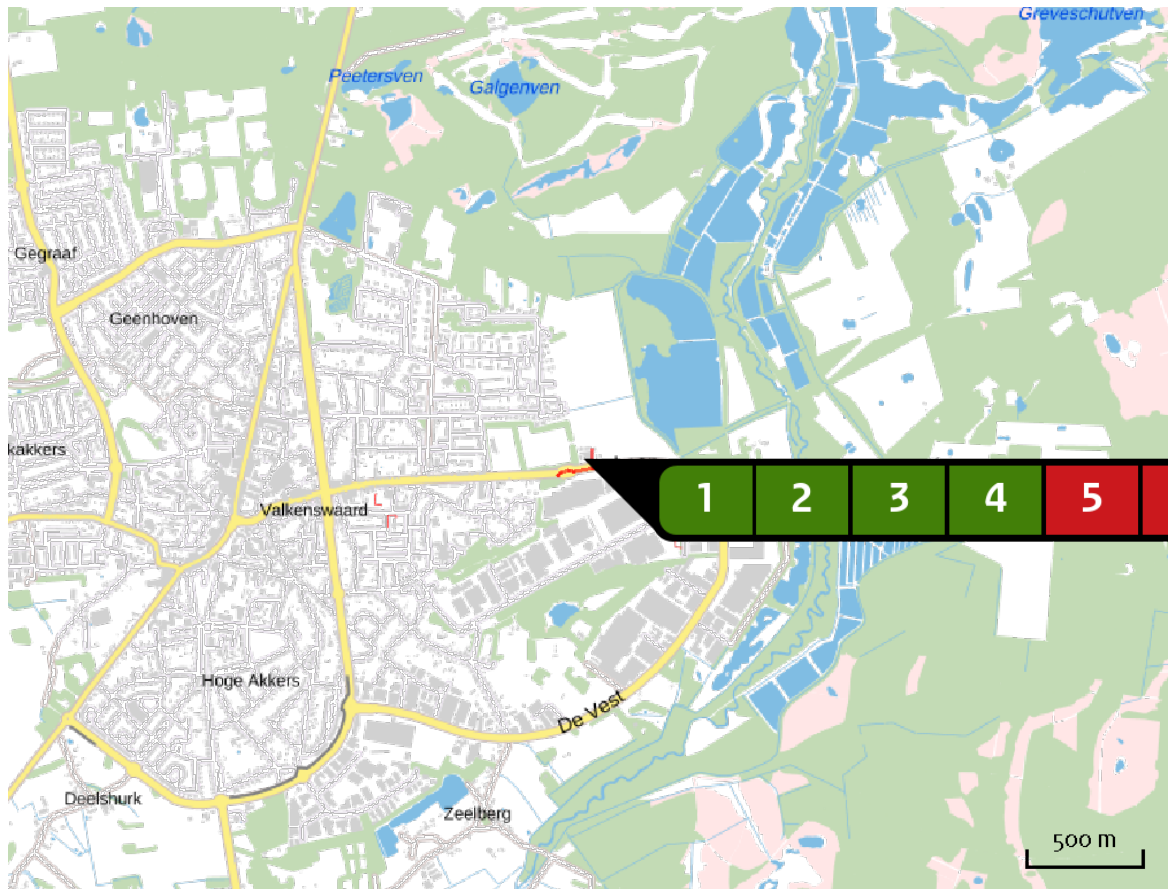 Greveschutven
Peetersven
Galgenven
Gegraaf
Geenhoven
kakkers
Valkenswaard
1 2 3 4 5
Hoge Akkers
De Vest
Deelshurk
Zeelberg
500 m